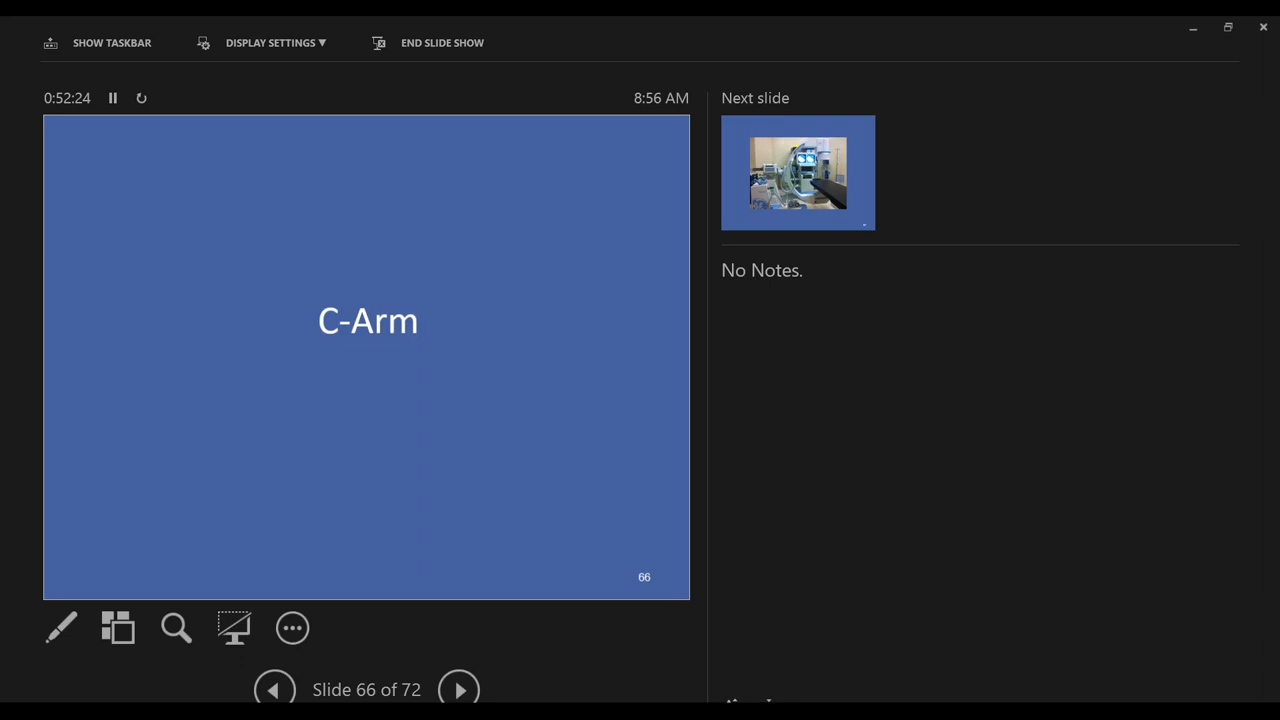 SHOW TASKBAR
DISPLAY SETTINGS ▼
END SLIDE SHOW
0:52:24
8:56 AM
C-Arm
66
Slide 66 of 72
Next slide
No Notes.